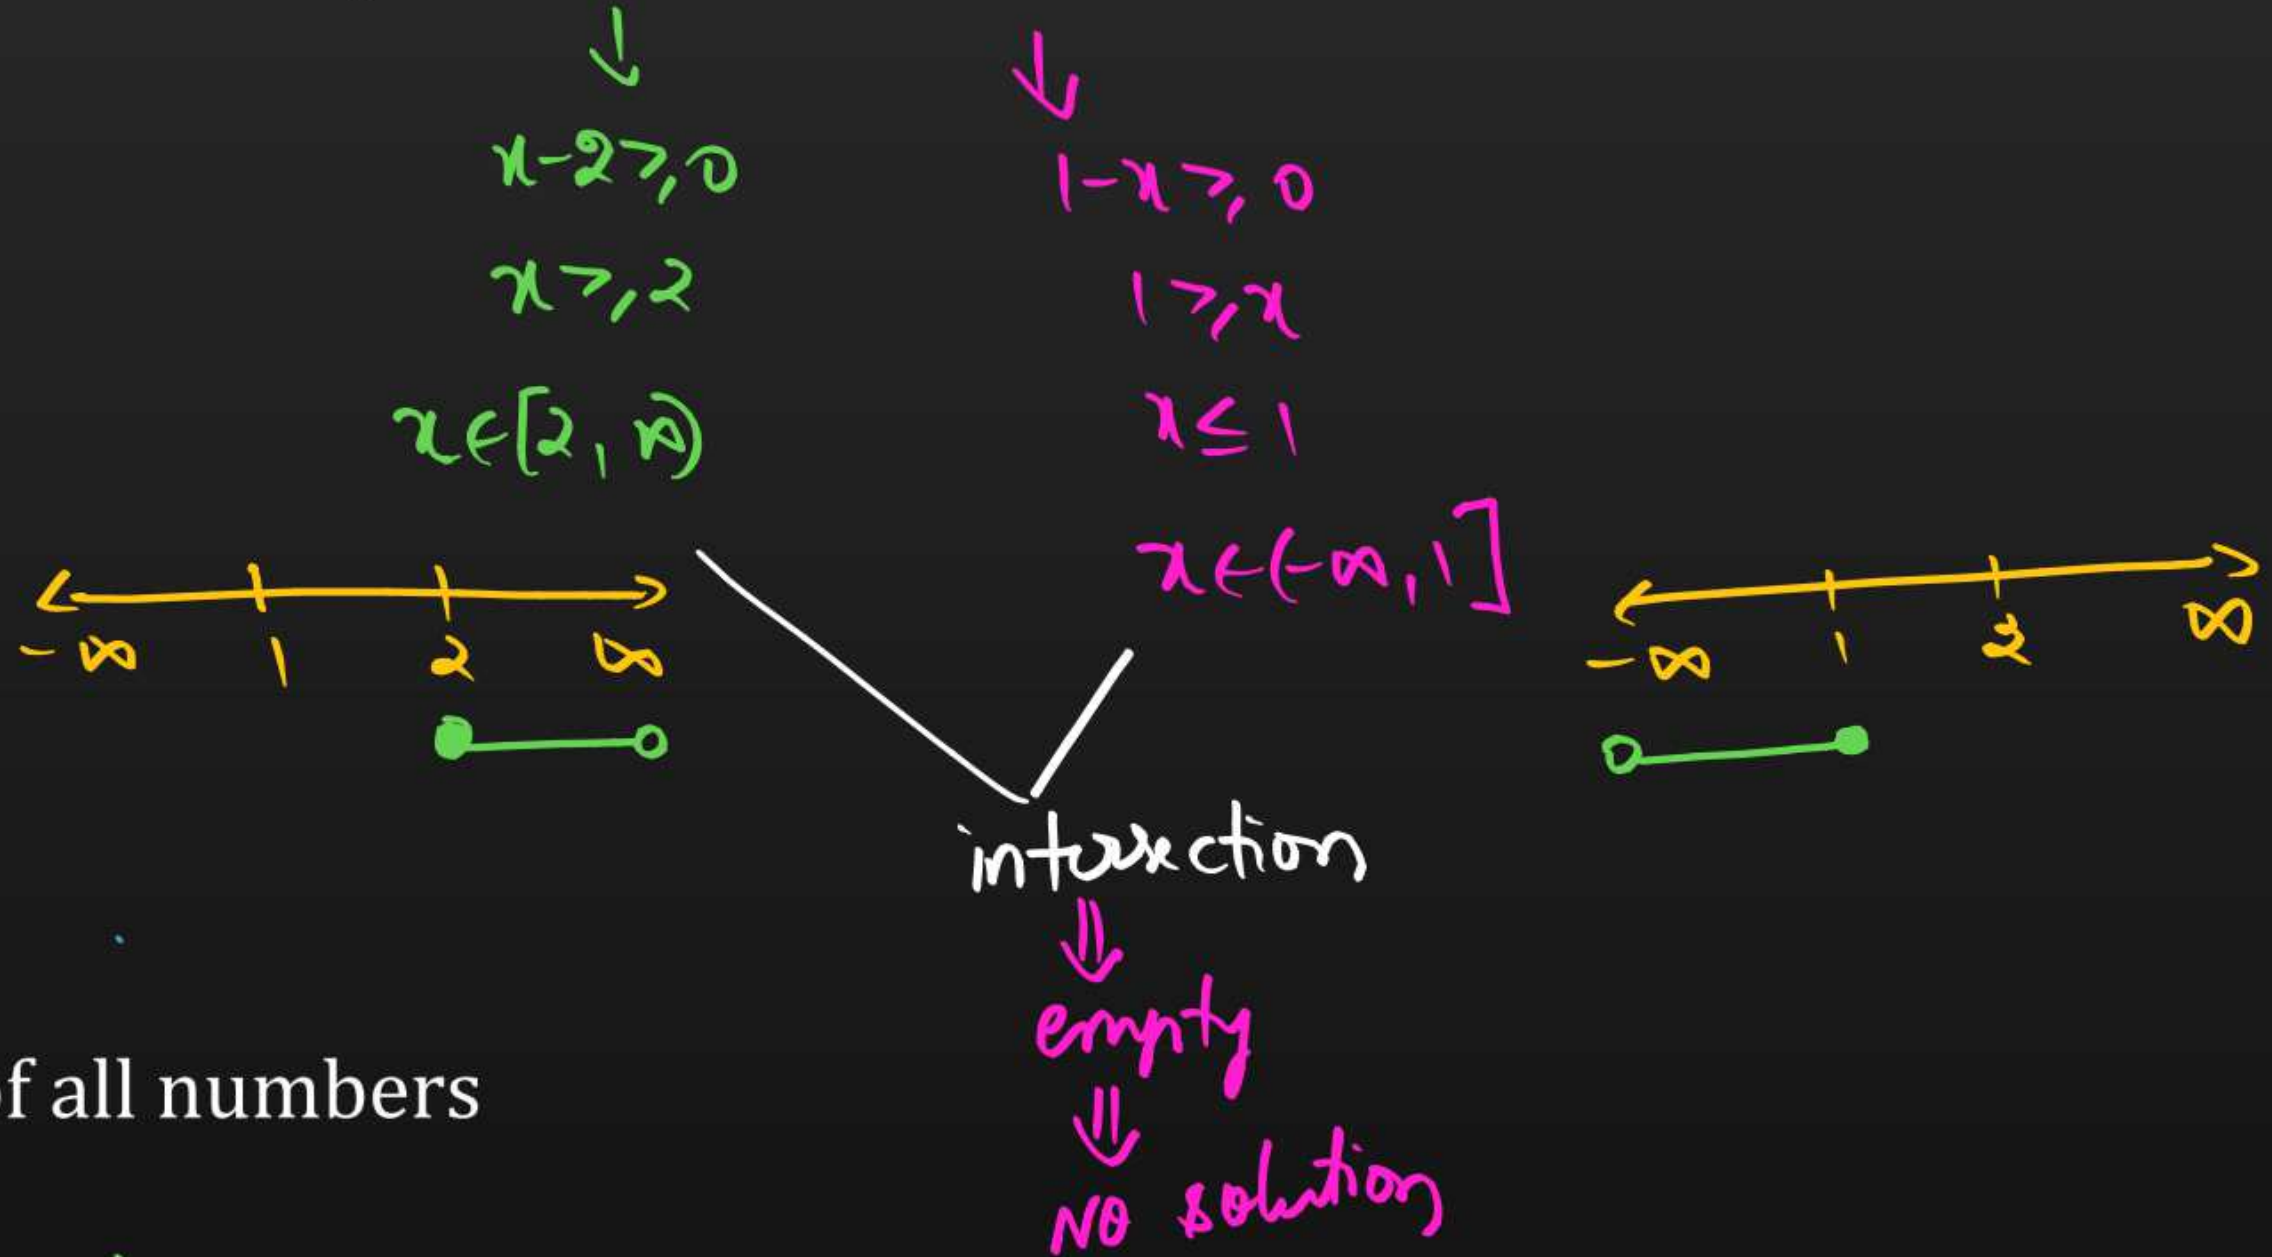 x-2≥0
x≥2
x∈[2,∞)
1-x≥0
1≥x
x≤1
x∈(-∞,1]
-∞ 1 2 ∞
-∞ 1 2 ∞
intersection
⇓
empty
⇓
NO solution
of all numbers